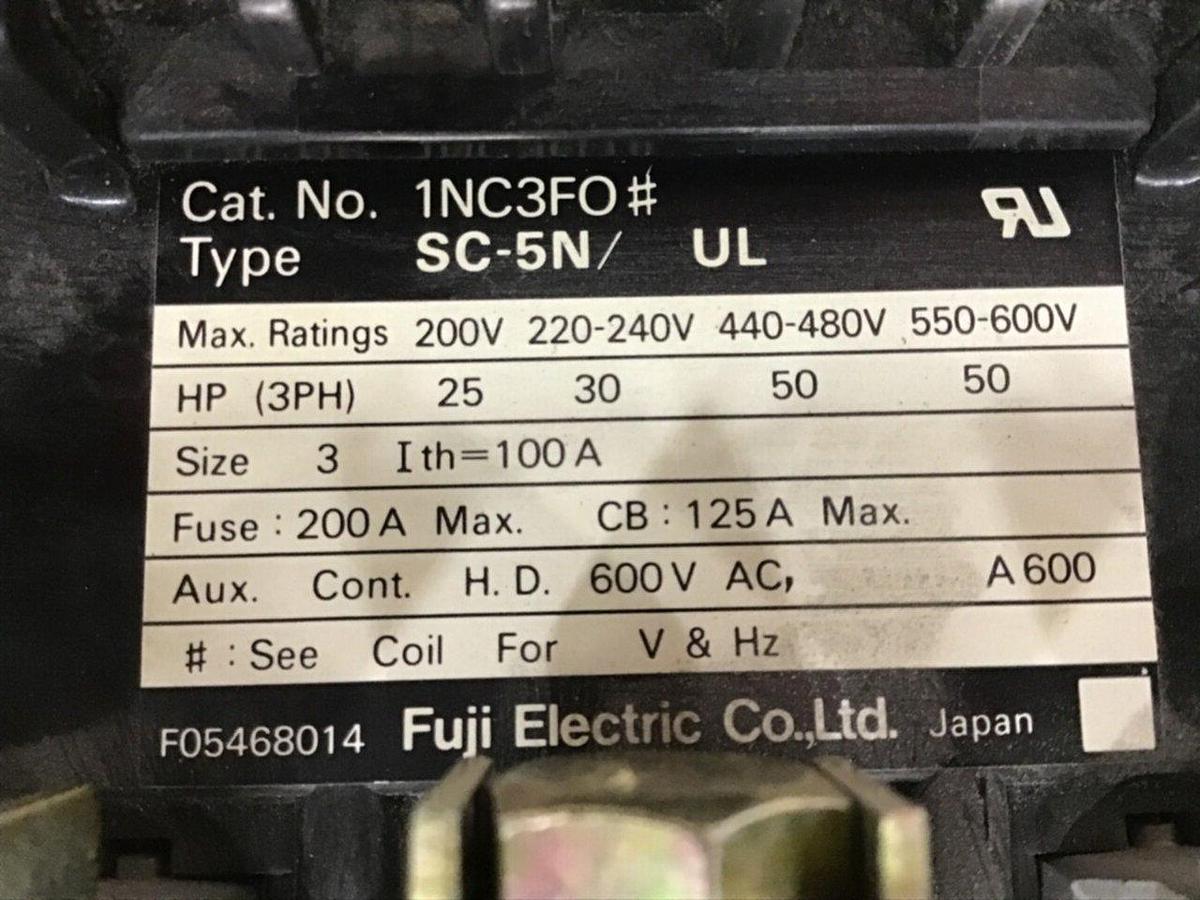 Cat. No. 1NC3FO#
Type SC-5N/ UL RU
Max. Ratings 200V 220-240V 440-480V 550-600V
HP (3PH) 25 30 50 50
Size 3 Ith=100A
Fuse : 200A Max. CB : 125A Max.
Aux. Cont. H. D. 600V AC, A600
# : See Coil For V & Hz
F05468014 Fuji Electric Co.,Ltd. Japan